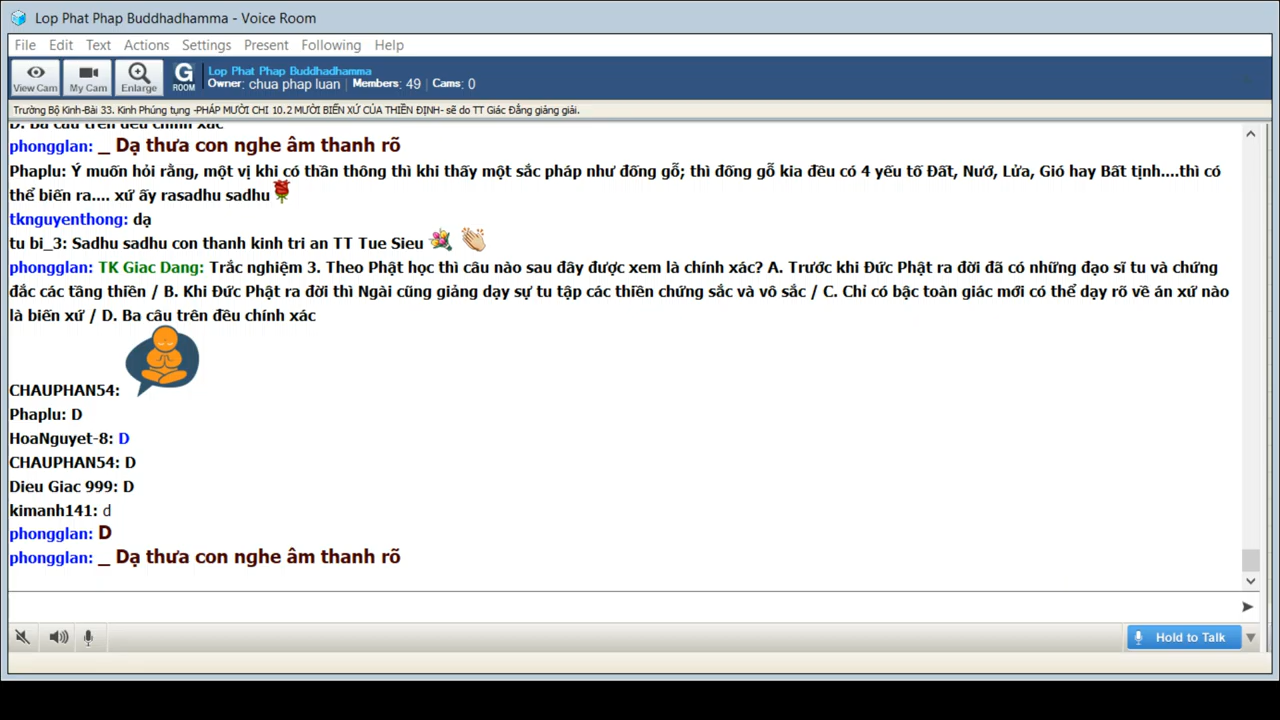 Lop Phat Phap Buddhadhamma - Voice Room
File Edit Text Actions Settings Present Following Help
View Cam My Cam Enlarge G ROOM Lop Phat Phap Buddhadhamma
Owner: chua phap luan | Members: 49 | Cams: 0
Trường Bộ Kinh-Bài 33. Kinh Phúng tụng -PHÁP MƯỜI CHI 10.2 MƯỜI BIẾN XỨ CỦA THIỀN ĐỊNH- sẽ do TT Giác Đẳng giảng giải.
D. Ba câu trên đều chính xác
phongglan: _ Dạ thưa con nghe âm thanh rõ
Phaplu: Ý muốn hỏi rằng, một vị khi có thần thông thì khi thấy một sắc pháp như đống gỗ; thì đống gỗ kia đều có 4 yếu tố Đất, Nướ, Lửa, Gió hay Bất tịnh....thì có
thể biến ra.... xứ ấy rasadhu sadhu
tknguyenthong: dạ
tu bi_3: Sadhu sadhu con thanh kinh tri an TT Tue Sieu
phongglan: TK Giac Dang: Trắc nghiệm 3. Theo Phật học thì câu nào sau đây được xem là chính xác? A. Trước khi Đức Phật ra đời đã có những đạo sĩ tu và chứng
đắc các tầng thiền / B. Khi Đức Phật ra đời thì Ngài cũng giảng dạy sự tu tập các thiền chứng sắc và vô sắc / C. Chỉ có bậc toàn giác mới có thể dạy rõ về án xứ nào
là biến xứ / D. Ba câu trên đều chính xác
CHAUPHAN54:
Phaplu: D
HoaNguyet-8: D
CHAUPHAN54: D
Dieu Giac 999: D
kimanh141: d
phongglan: D
phongglan: _ Dạ thưa con nghe âm thanh rõ
Hold to Talk